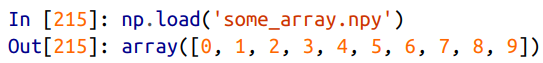 In [215]: np.load('some_array.npy')
Out[215]: array([0, 1, 2, 3, 4, 5, 6, 7, 8, 9])